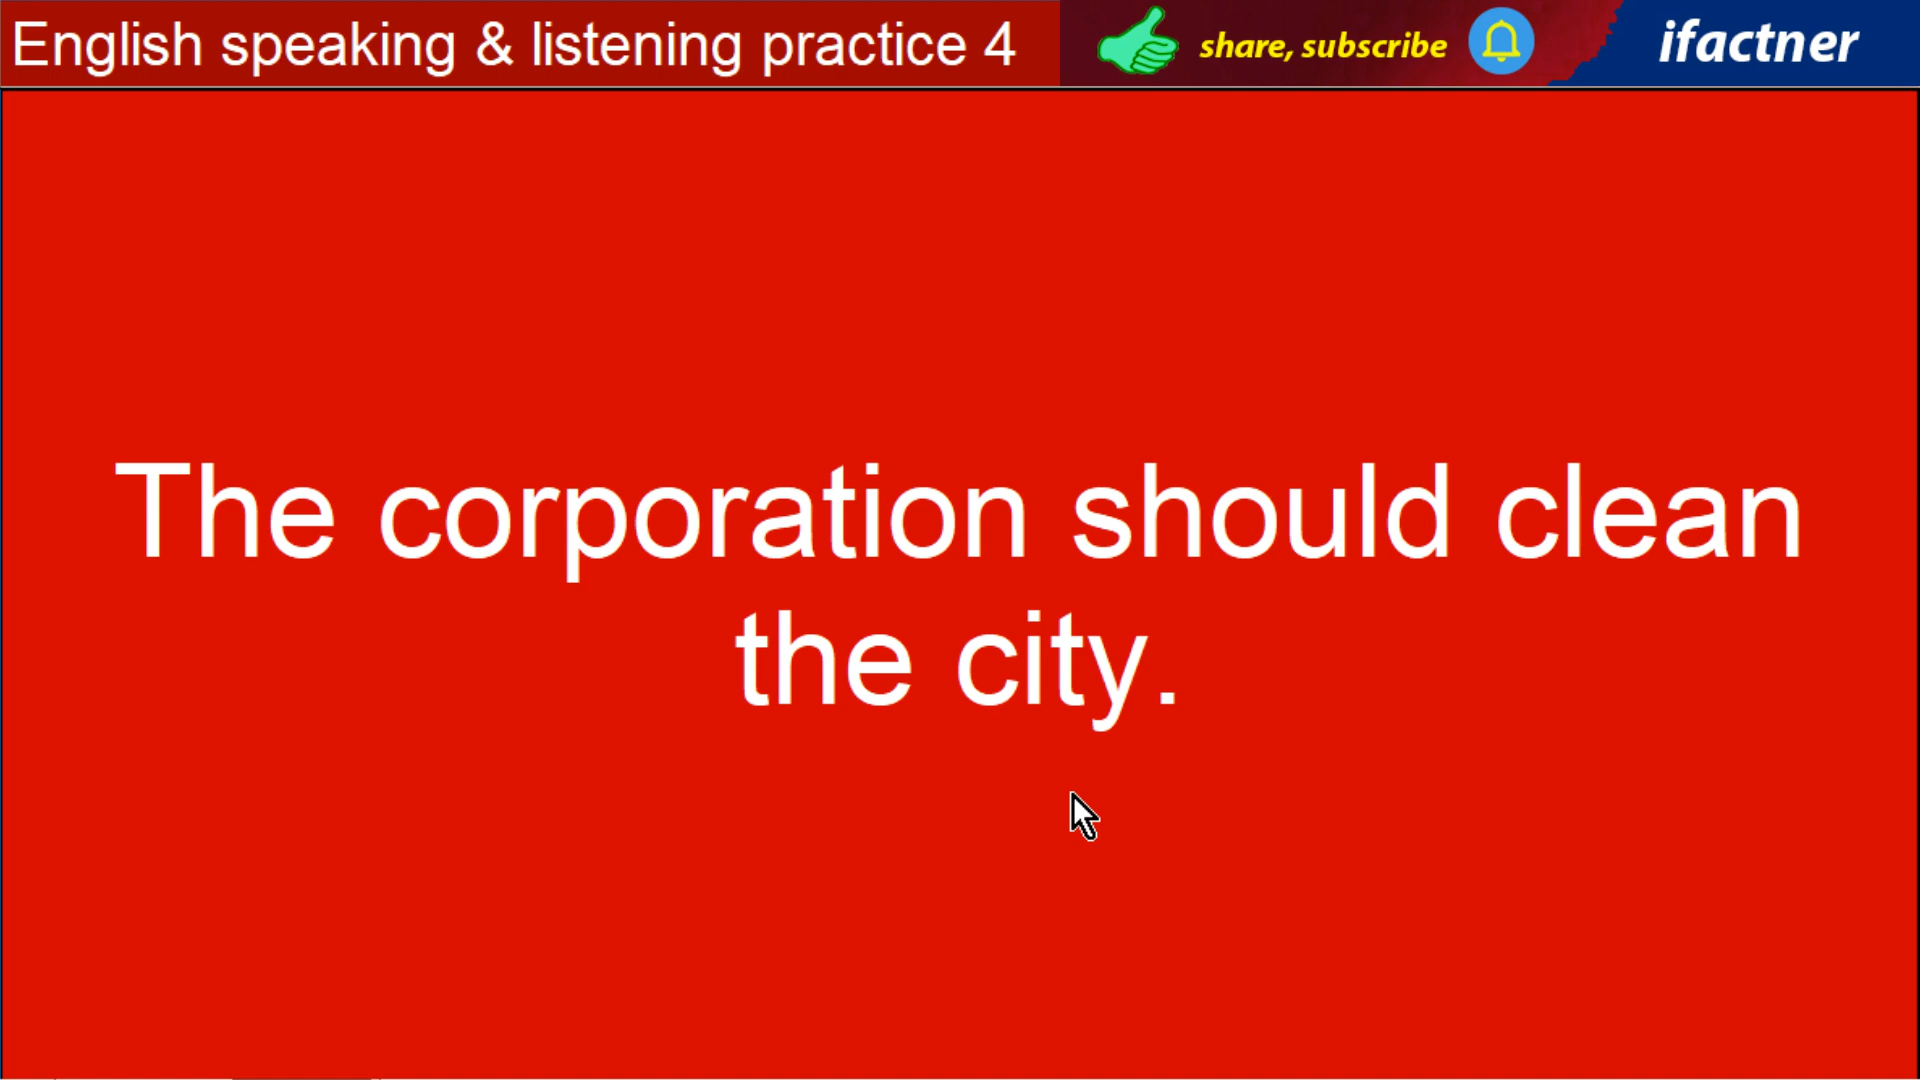 English speaking & listening practice 4
share, subscribe
ifactner
The corporation should clean
the city.